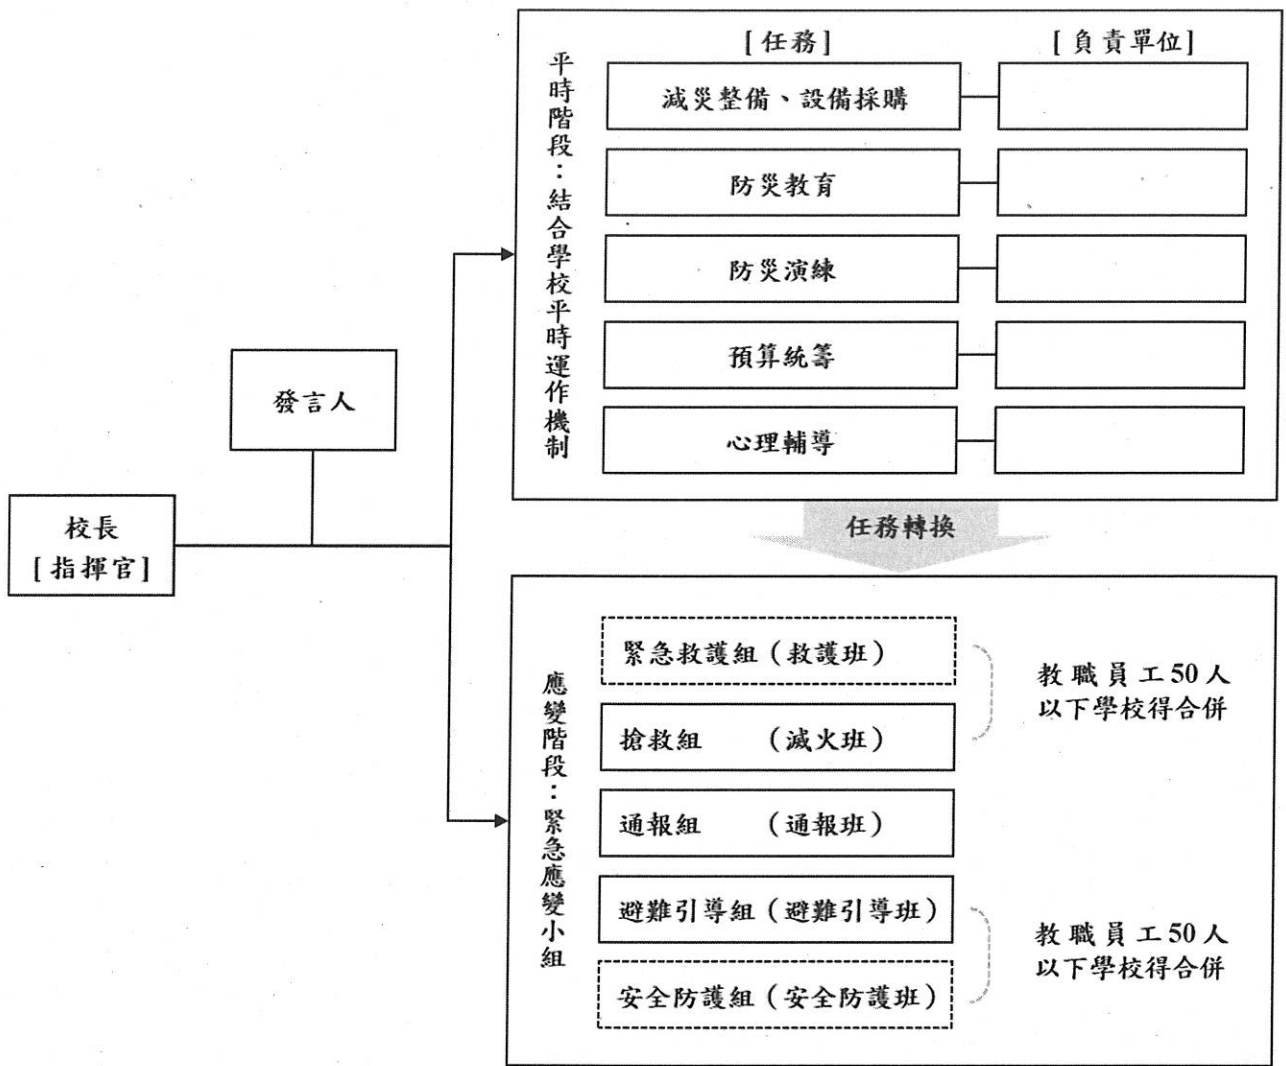 [任務]
[負責單位]
平時階段：結合學校平時運作機制
減災整備、設備採購
防災教育
防災演練
預算統籌
心理輔導
發言人
校長
[指揮官]
任務轉換
應變階段：緊急應變小組
緊急救護組（救護班）
搶救組　　（滅火班）
通報組　　（通報班）
避難引導組（避難引導班）
安全防護組（安全防護班）
教職員工50人
以下學校得合併
教職員工50人
以下學校得合併